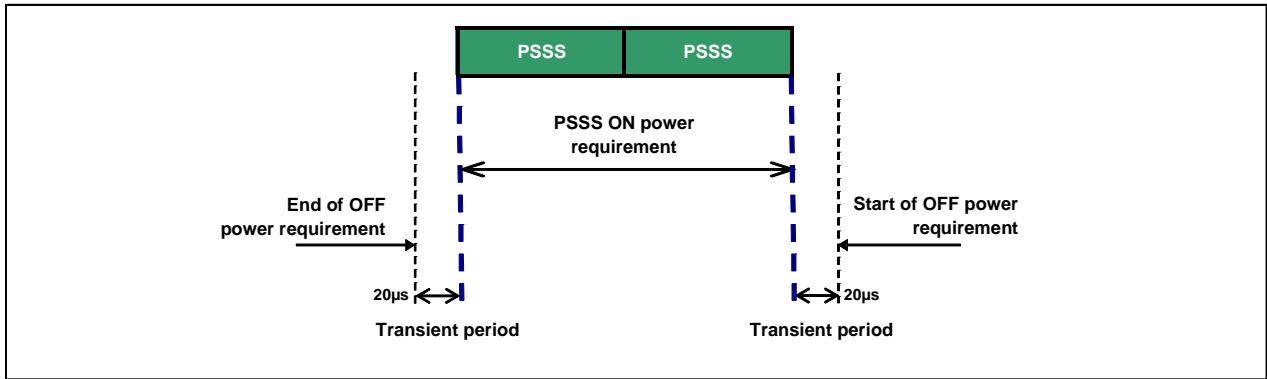 PSSS PSSS
PSSS ON power
requirement
End of OFF
power requirement
Start of OFF power
requirement
20µs
20µs
Transient period
Transient period